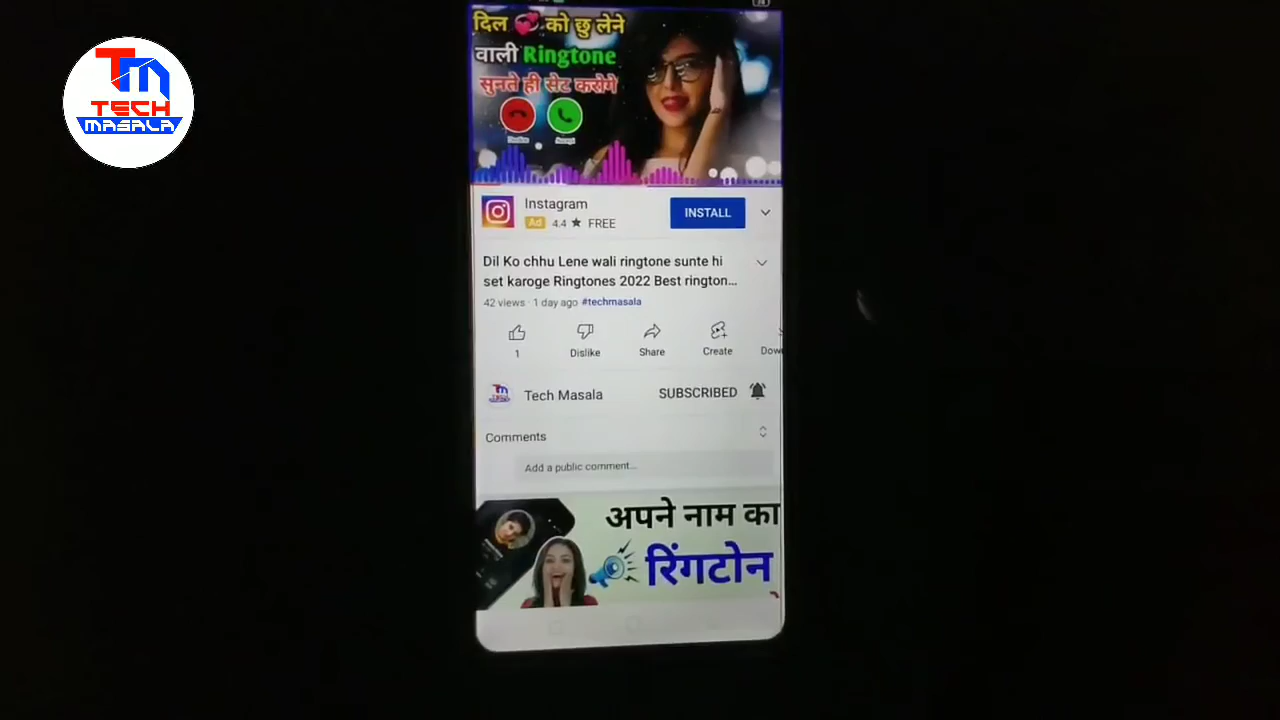 TM
TECH
MASALA
दिल 💞 को छु लेने
वाली Ringtone
सुनते ही सेट करोगे
Instagram
INSTALL
Ad 4.4 ★ FREE
Dil Ko chhu Lene wali ringtone sunte hi
set karoge Ringtones 2022 Best rington...
42 views · 1 day ago #techmasala
1
Dislike
Share
Create
Dow
Tech Masala
SUBSCRIBED
Comments
Add a public comment...
अपने नाम का
रिंगटोन